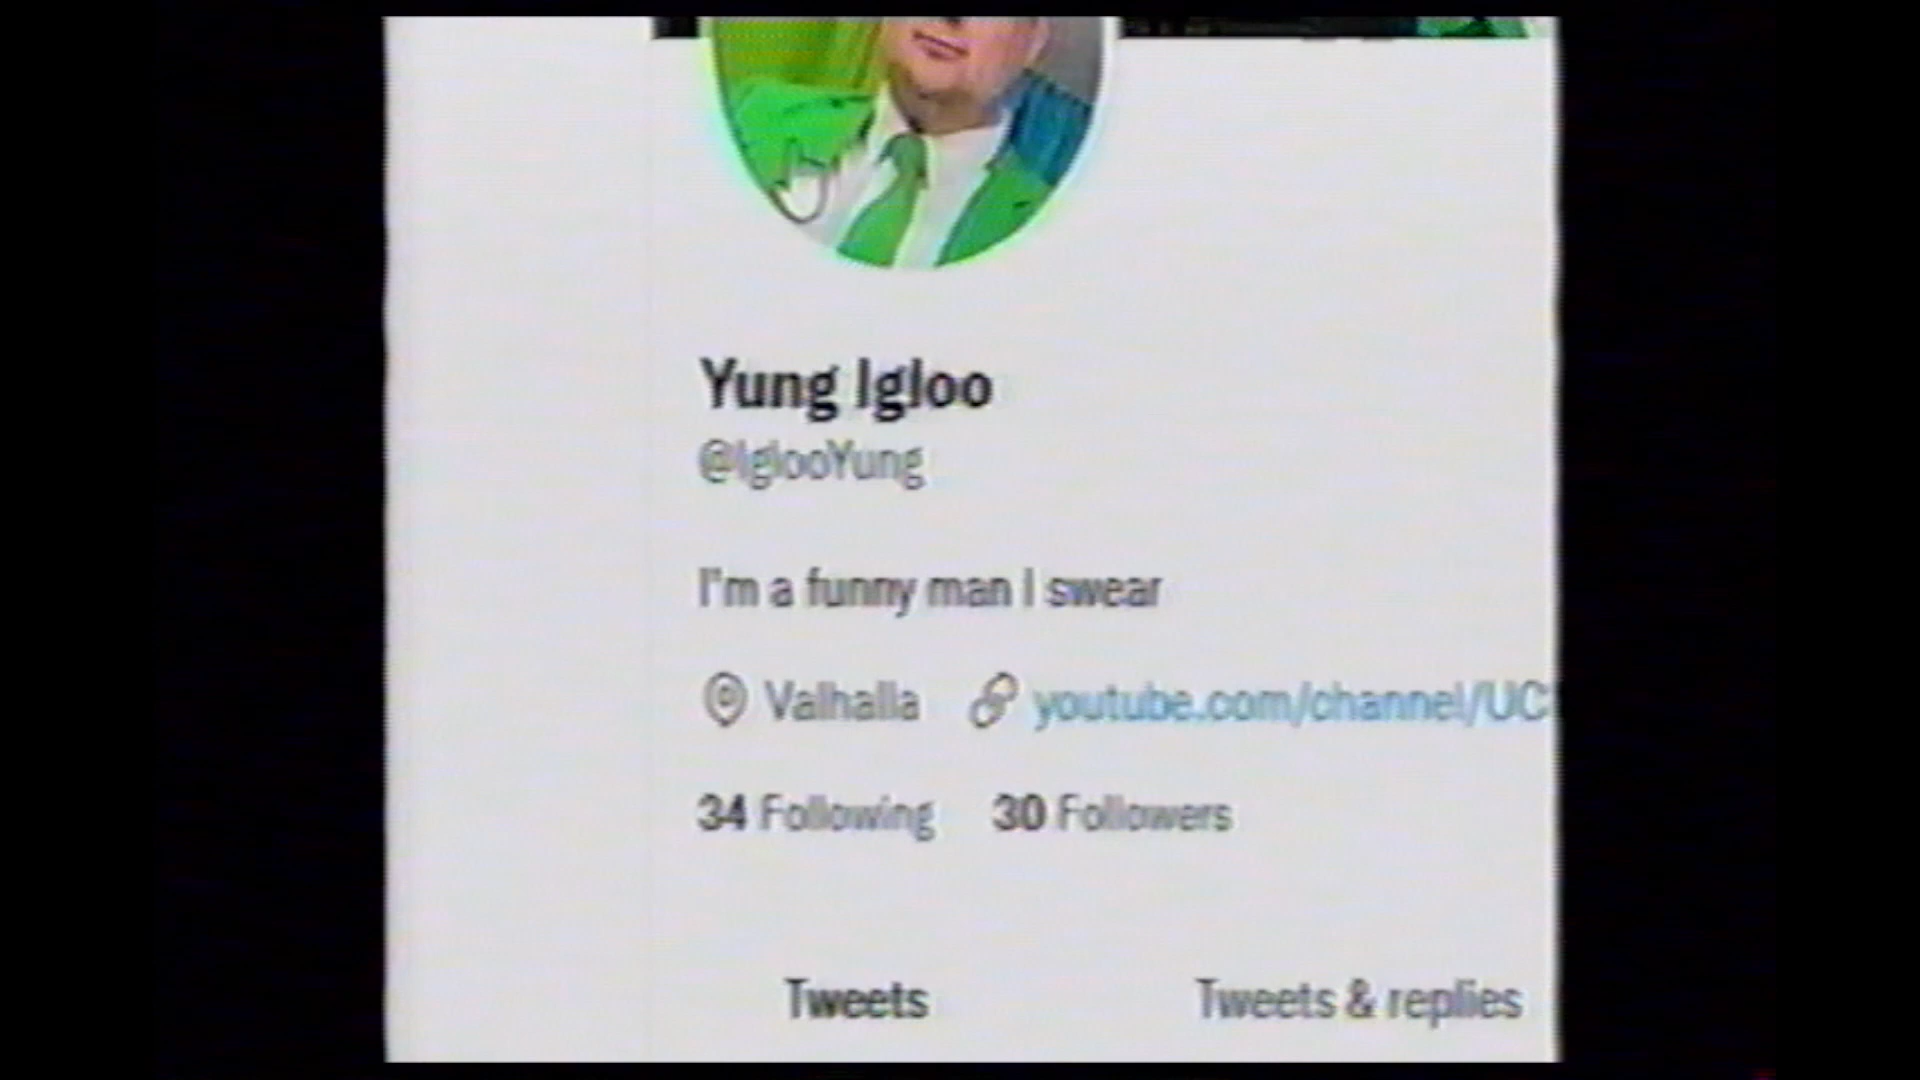 Yung Igloo
@IglooYung
I'm a funny man I swear
Valhalla youtube.com/channel/UC
34 Following 30 Followers
Tweets Tweets & replies